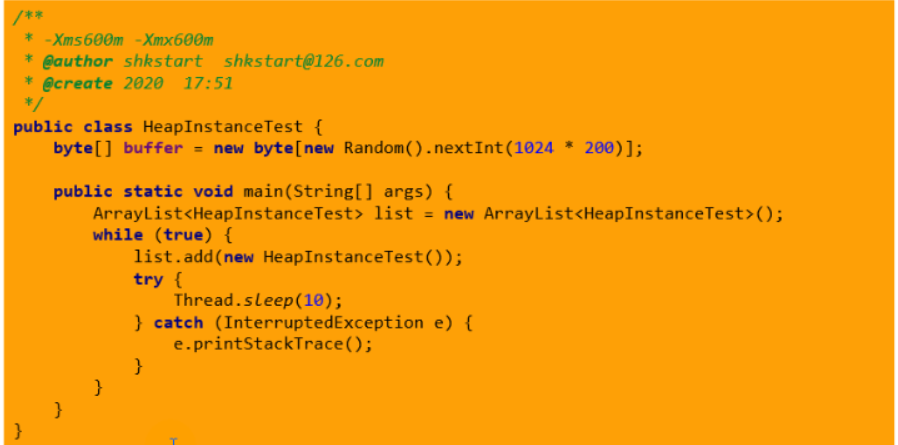 /**
 * -Xms600m -Xmx600m
 * @author shkstart  shkstart@126.com
 * @create 2020  17:51
 */
public class HeapInstanceTest {
    byte[] buffer = new byte[new Random().nextInt(1024 * 200)];
    public static void main(String[] args) {
        ArrayList<HeapInstanceTest> list = new ArrayList<HeapInstanceTest>();
        while (true) {
            list.add(new HeapInstanceTest());
            try {
                Thread.sleep(10);
            } catch (InterruptedException e) {
                e.printStackTrace();
            }
        }
    }
}